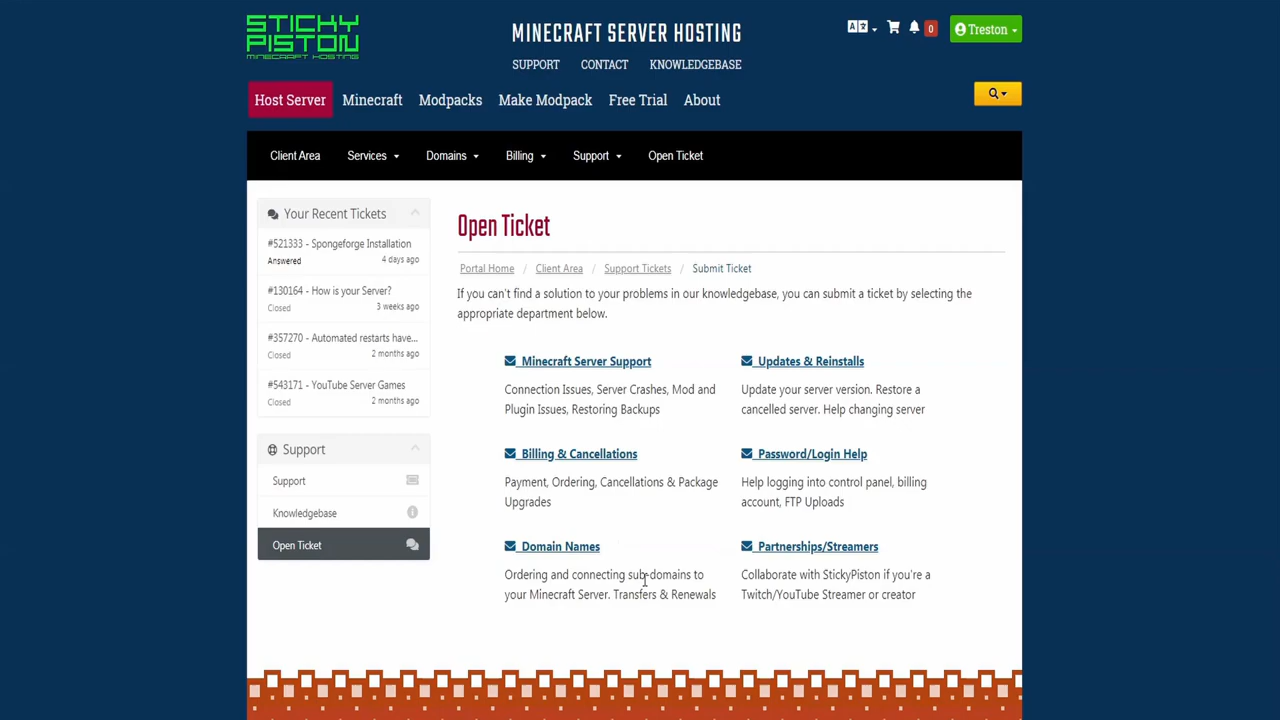 STICKY
PISTON
MINECRAFT HOSTING
MINECRAFT SERVER HOSTING
SUPPORT CONTACT KNOWLEDGEBASE
0
Treston
Host Server Minecraft Modpacks Make Modpack Free Trial About
Client Area Services Domains Billing Support Open Ticket
Your Recent Tickets
#521333 - Spongeforge Installation
Answered 4 days ago
#130164 - How is your Server?
Closed 3 weeks ago
#357270 - Automated restarts have...
Closed 2 months ago
#543171 - YouTube Server Games
Closed 2 months ago
Support
Support
Knowledgebase
Open Ticket
Open Ticket
Portal Home / Client Area / Support Tickets / Submit Ticket
If you can't find a solution to your problems in our knowledgebase, you can submit a ticket by selecting the
appropriate department below.
Minecraft Server Support
Connection Issues, Server Crashes, Mod and
Plugin Issues, Restoring Backups
Updates & Reinstalls
Update your server version. Restore a
cancelled server. Help changing server
Billing & Cancellations
Payment, Ordering, Cancellations & Package
Upgrades
Password/Login Help
Help logging into control panel, billing
account, FTP Uploads
Domain Names
Ordering and connecting sub-domains to
your Minecraft Server. Transfers & Renewals
Partnerships/Streamers
Collaborate with StickyPiston if you're a
Twitch/YouTube Streamer or creator